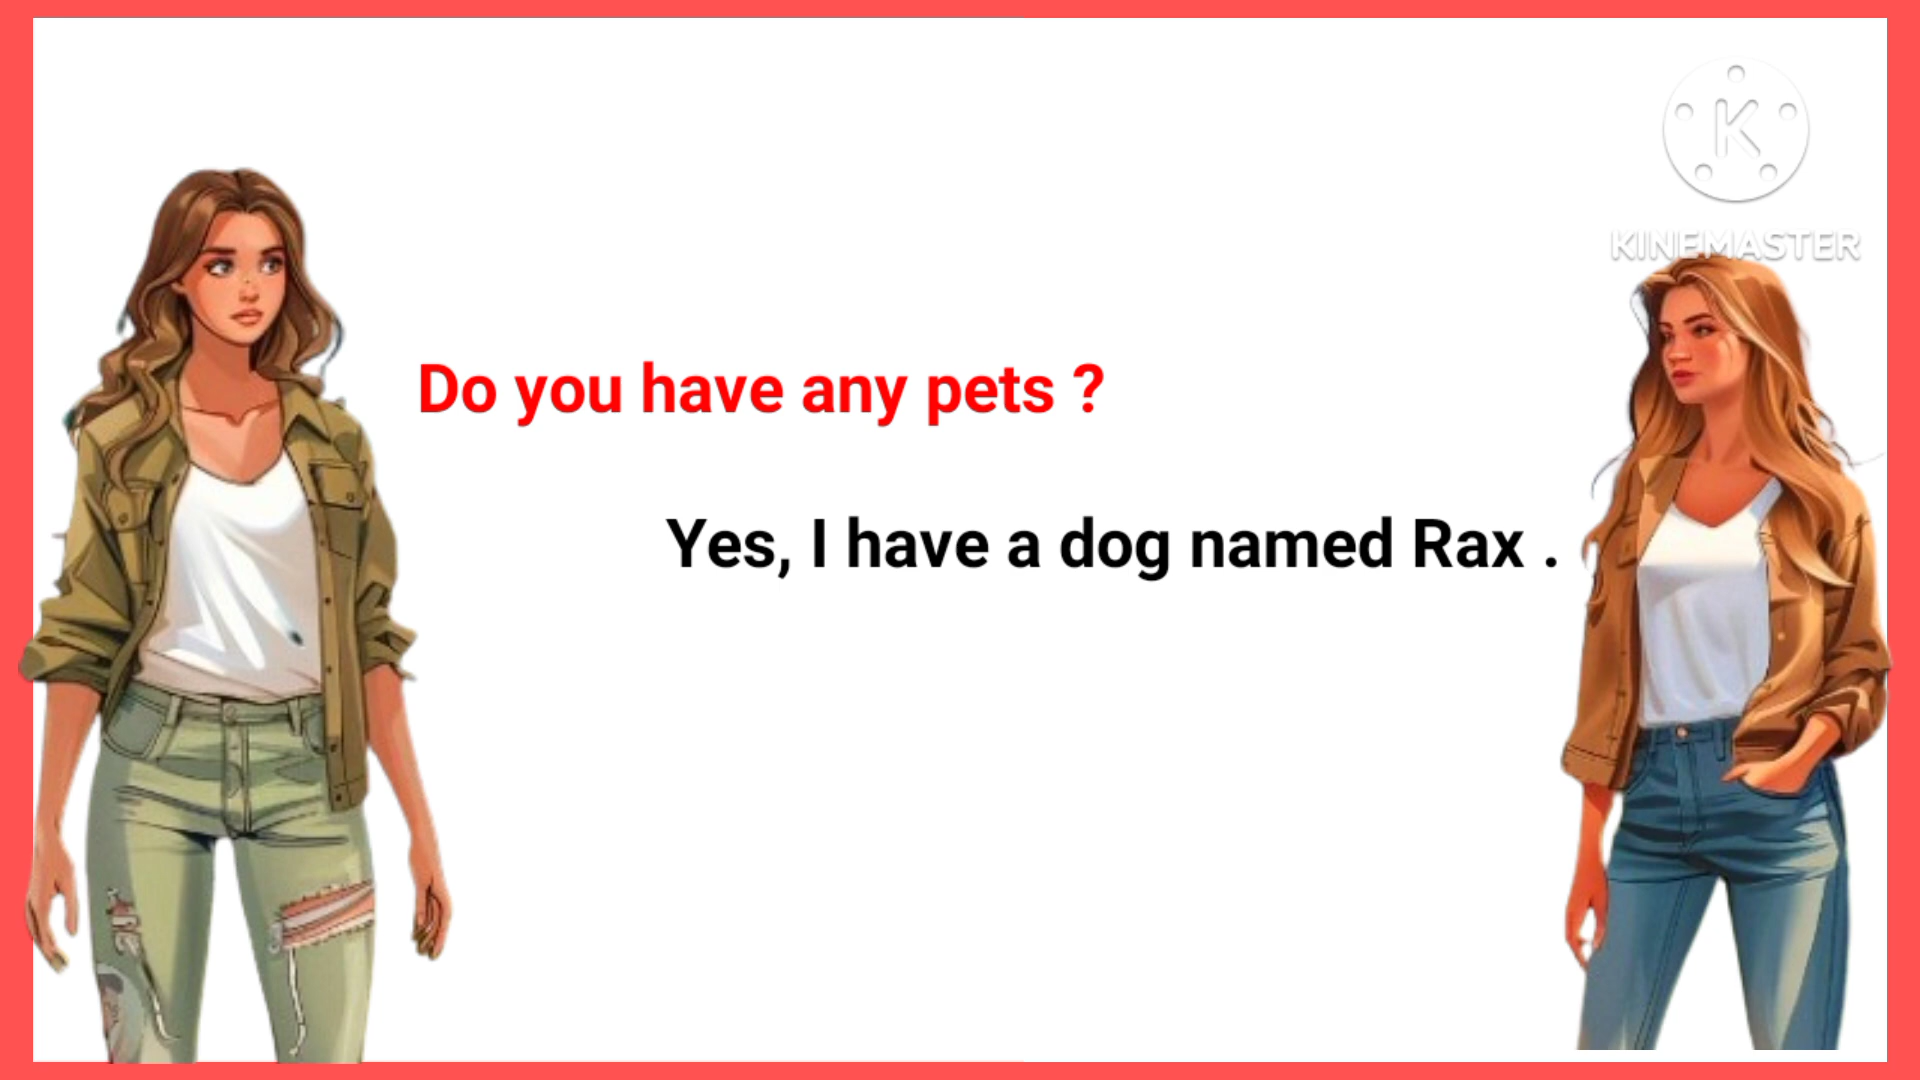 K
KINEMASTER
Do you have any pets ?
Yes, I have a dog named Rax .